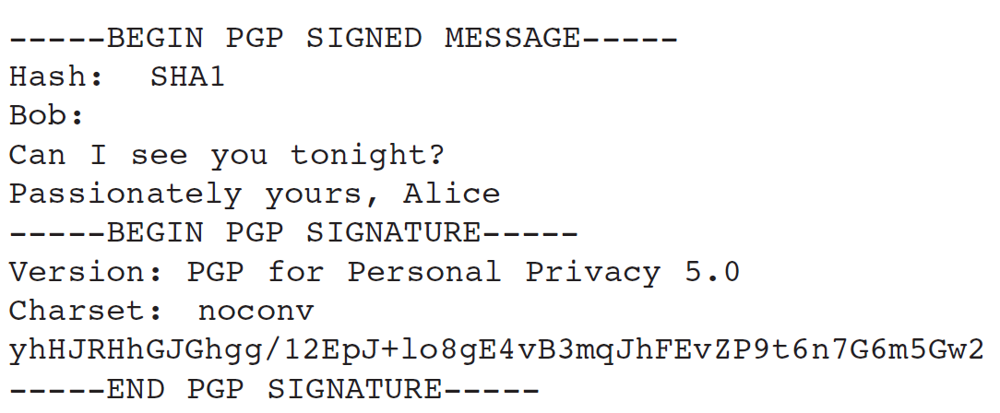 -----BEGIN PGP SIGNED MESSAGE-----
Hash:  SHA1
Bob:
Can I see you tonight?
Passionately yours, Alice
-----BEGIN PGP SIGNATURE-----
Version: PGP for Personal Privacy 5.0
Charset:  noconv
yhHJRHhGJGhgg/12EpJ+lo8gE4vB3mqJhFEvZP9t6n7G6m5Gw2
-----END PGP SIGNATURE-----